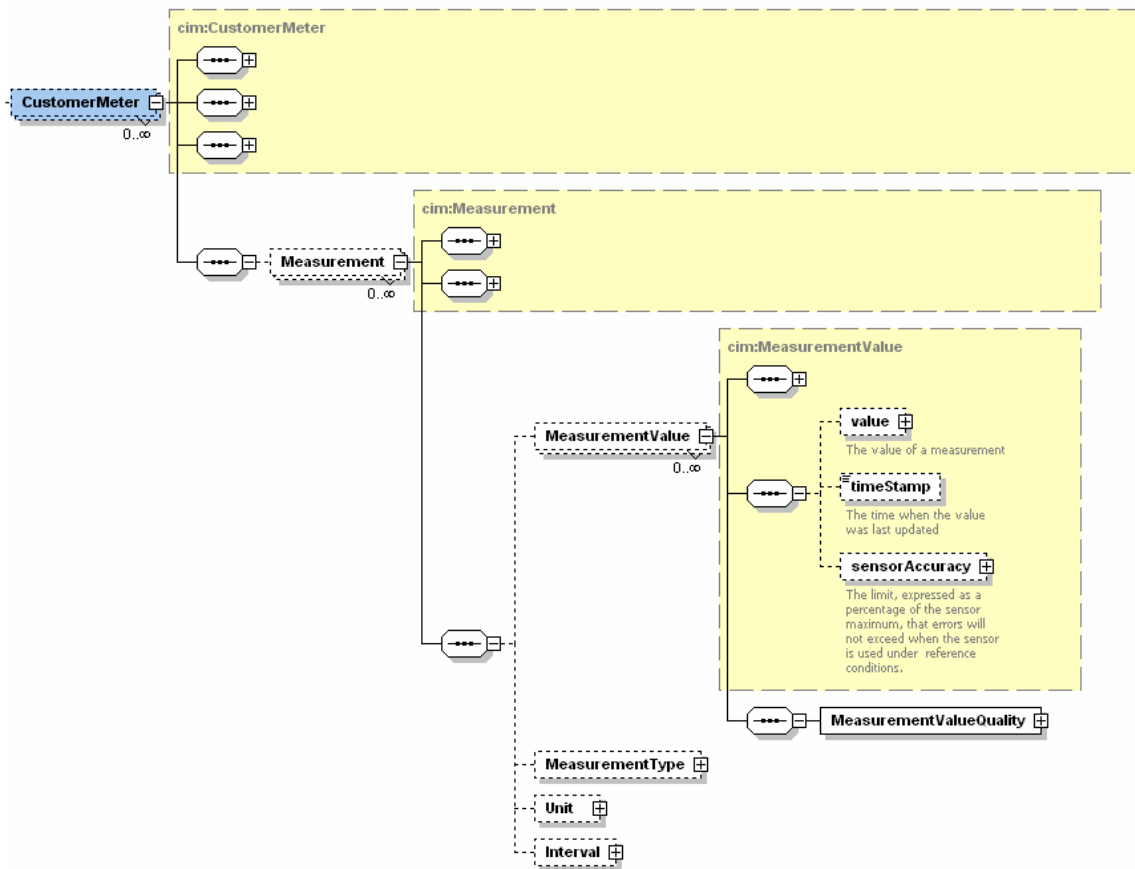 cim:CustomerMeter
CustomerMeter
0..∞
cim:Measurement
Measurement
0..∞
cim:MeasurementValue
MeasurementValue
0..∞
value
The value of a measurement
timeStamp
The time when the value
was last updated
sensorAccuracy
The limit, expressed as a
percentage of the sensor
maximum, that errors will
not exceed when the sensor
is used under reference
conditions.
MeasurementValueQuality
MeasurementType
Unit
Interval